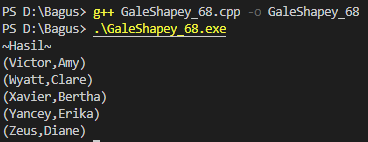 PS D:\Bagus> g++ GaleShapey_68.cpp -o GaleShapey_68
PS D:\Bagus> .\GaleShapey_68.exe
~Hasil~
(Victor,Amy)
(Wyatt,Clare)
(Xavier,Bertha)
(Yancey,Erika)
(Zeus,Diane)